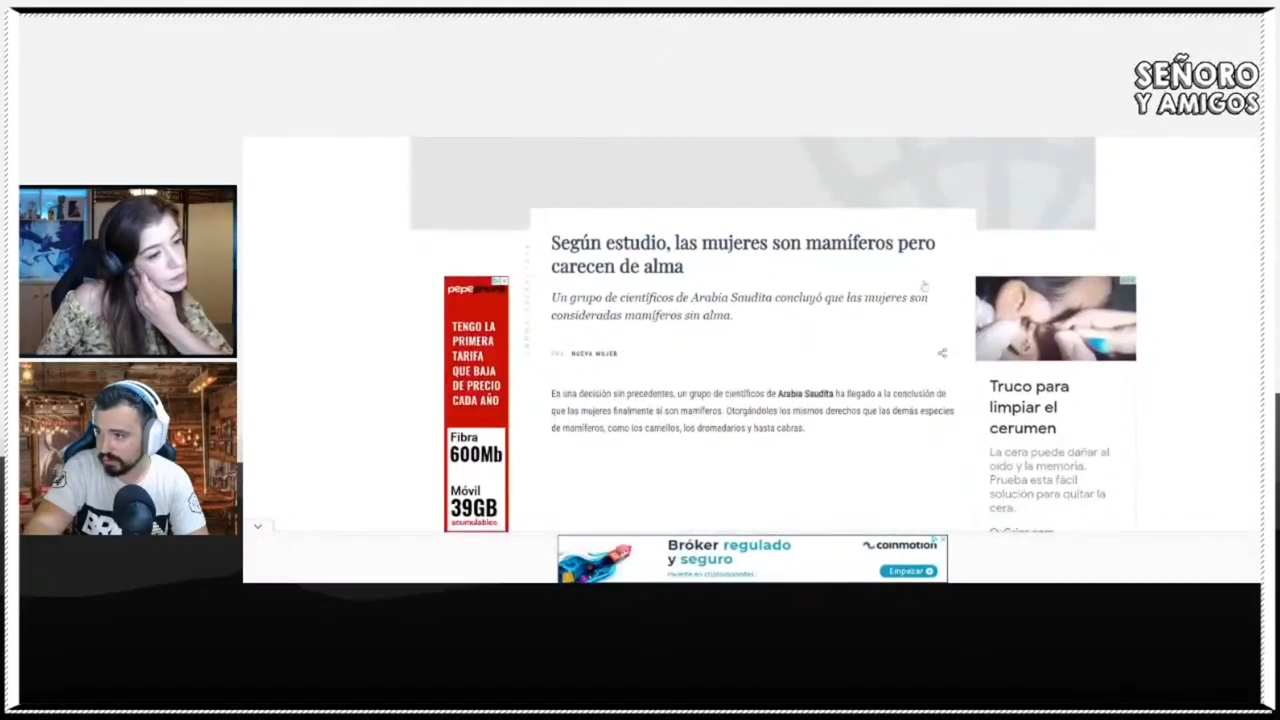 SEÑORO
Y AMIGOS
Según estudio, las mujeres son mamíferos pero
carecen de alma
Un grupo de científicos de Arabia Saudita concluyó que las mujeres son
consideradas mamíferos sin alma.
POR NUEVA MUJER
En una decisión sin precedentes, un grupo de científicos de Arabia Saudita ha llegado a la conclusión de
que las mujeres finalmente sí son mamíferos. Otorgándoles los mismos derechos que las demás especies
de mamíferos, como los camellos, los dromedarios y hasta cabras.
pepephone
TENGO LA
PRIMERA
TARIFA
QUE BAJA
DE PRECIO
CADA AÑO
Fibra
600Mb
Móvil
39GB
acumulables.
Truco para
limpiar el
cerumen
La cera puede dañar al
oído y la memoria.
Prueba esta fácil
solución para quitar la
cera.
Bróker regulado
y seguro
Invierte en criptomonedas
coinmotion
Empezar